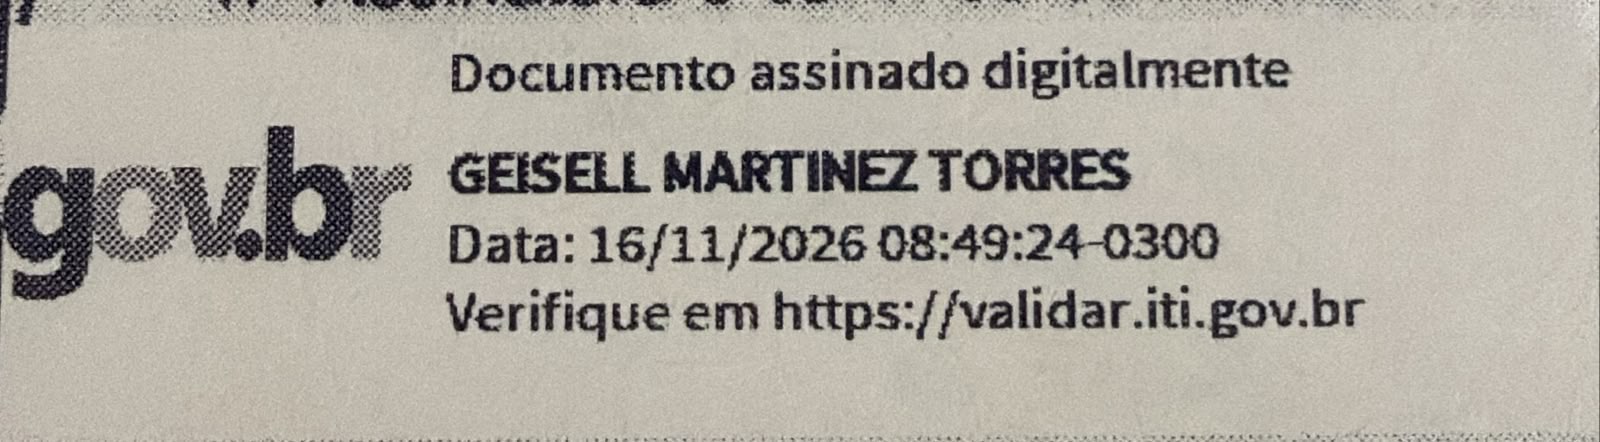 Documento assinado digitalmente
gov.br
GEISELL MARTINEZ TORRES
Data: 16/11/2026 08:49:24-0300
Verifique em https://validar.iti.gov.br